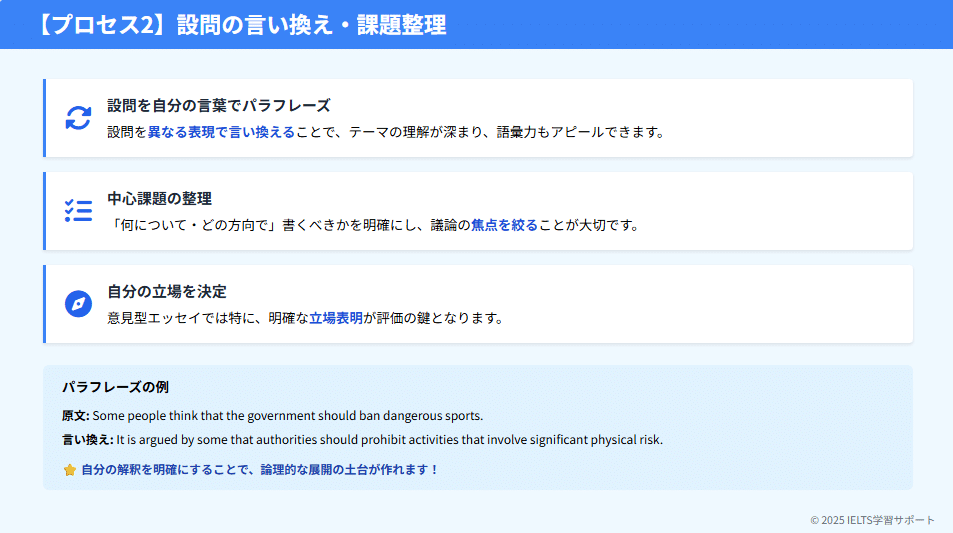 【プロセス2】設問の言い換え・課題整理
設問を自分の言葉でパラフレーズ
設問を異なる表現で言い換えることで、テーマの理解が深まり、語彙力もアピールできます。
中心課題の整理
「何について・どの方向で」書くべきかを明確にし、議論の焦点を絞ることが大切です。
自分の立場を決定
意見型エッセイでは特に、明確な立場表明が評価の鍵となります。
パラフレーズの例
原文: Some people think that the government should ban dangerous sports.
言い換え: It is argued by some that authorities should prohibit activities that involve significant physical risk.
⭐ 自分の解釈を明確にすることで、論理的な展開の土台が作れます！
© 2025 IELTS学習サポート